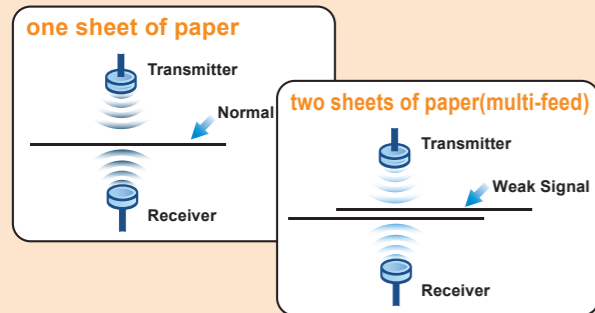 one sheet of paper
Transmitter
Normal
Receiver
two sheets of paper(multi-feed)
Transmitter
Weak Signal
Receiver